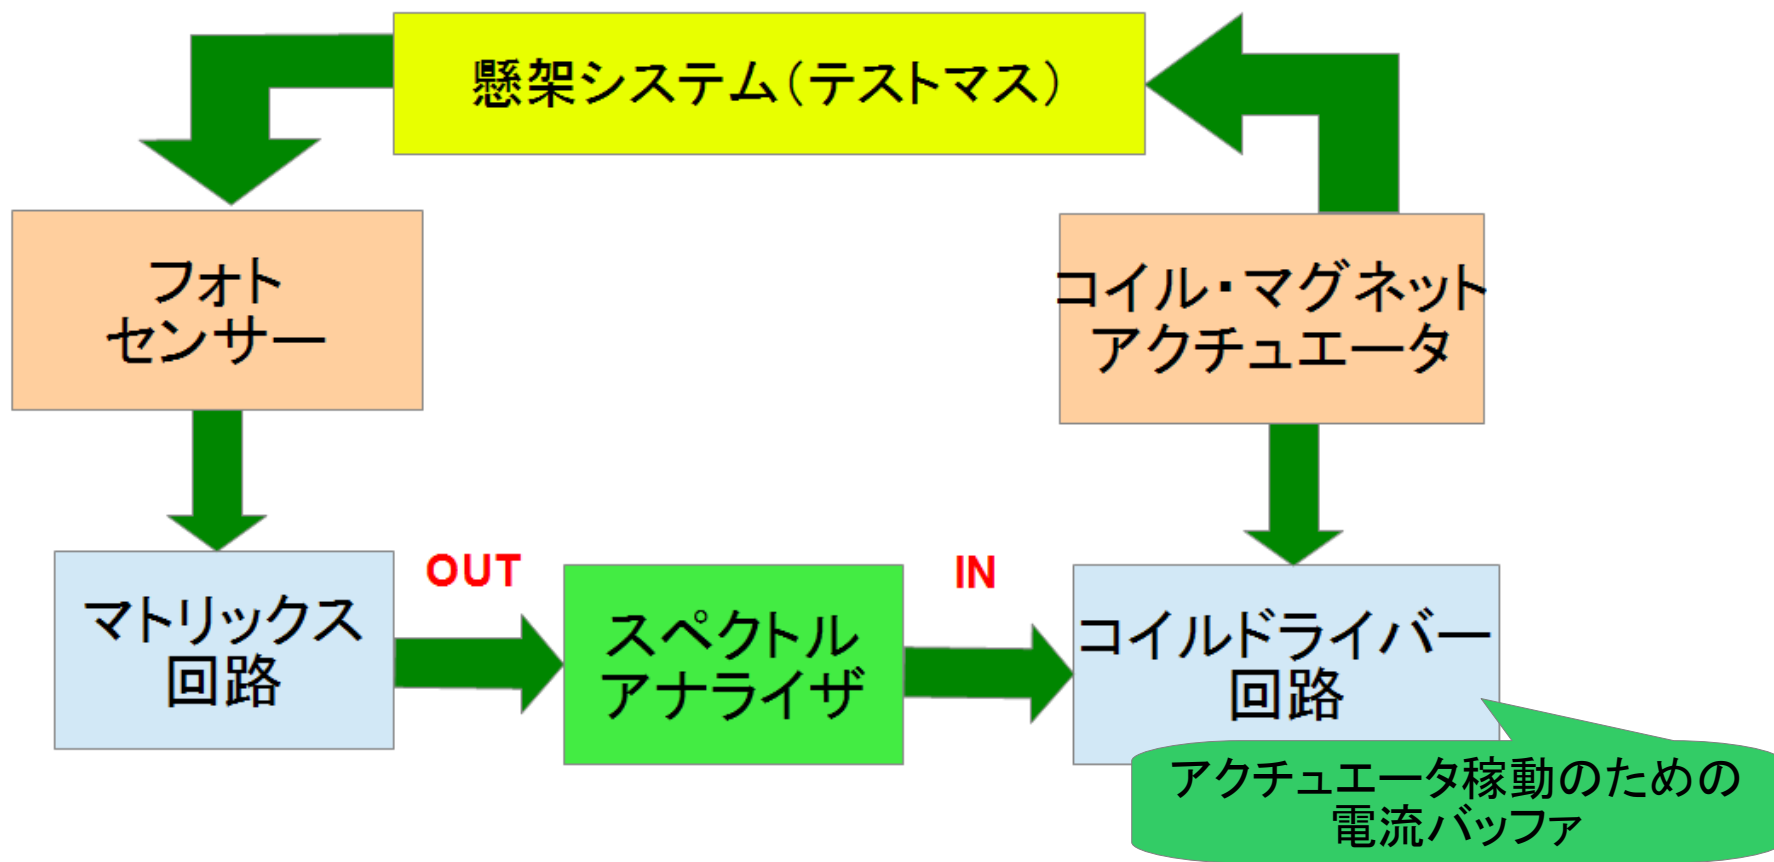 懸架システム（テストマス）
フォト
センサー
コイル・マグネット
アクチュエータ
マトリックス
回路
OUT
スペクトル
アナライザ
IN
コイルドライバー
回路
アクチュエータ稼動のための
電流バッファ